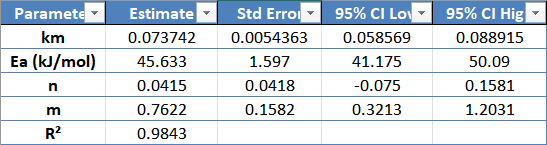 Paramete Estimate Std Erro 95% CI Lo 95% CI Hig
km 0.073742 0.0054363 0.058569 0.088915
Ea (kJ/mol) 45.633 1.597 41.175 50.09
n 0.0415 0.0418 -0.075 0.1581
m 0.7622 0.1582 0.3213 1.2031
R² 0.9843